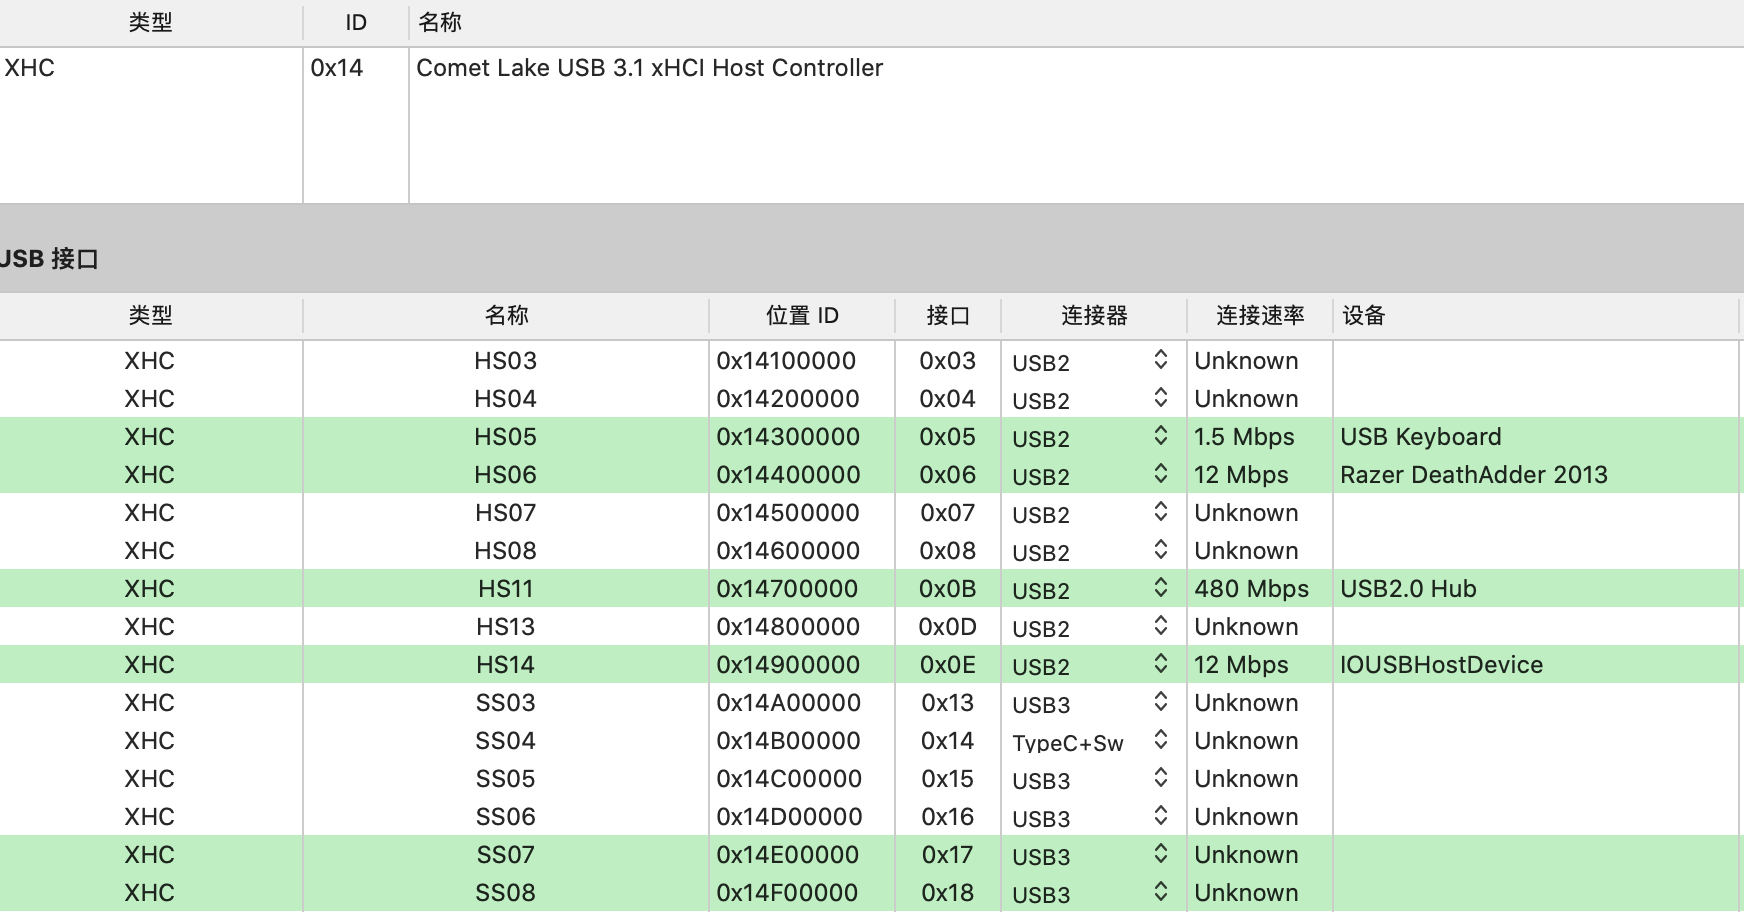 类型 ID 名称
XHC 0x14 Comet Lake USB 3.1 xHCI Host Controller
USB 接口
类型 名称 位置 ID 接口 连接器 连接速率 设备
XHC HS03 0x14100000 0x03 USB2 Unknown
XHC HS04 0x14200000 0x04 USB2 Unknown
XHC HS05 0x14300000 0x05 USB2 1.5 Mbps USB Keyboard
XHC HS06 0x14400000 0x06 USB2 12 Mbps Razer DeathAdder 2013
XHC HS07 0x14500000 0x07 USB2 Unknown
XHC HS08 0x14600000 0x08 USB2 Unknown
XHC HS11 0x14700000 0x0B USB2 480 Mbps USB2.0 Hub
XHC HS13 0x14800000 0x0D USB2 Unknown
XHC HS14 0x14900000 0x0E USB2 12 Mbps IOUSBHostDevice
XHC SS03 0x14A00000 0x13 USB3 Unknown
XHC SS04 0x14B00000 0x14 TypeC+Sw Unknown
XHC SS05 0x14C00000 0x15 USB3 Unknown
XHC SS06 0x14D00000 0x16 USB3 Unknown
XHC SS07 0x14E00000 0x17 USB3 Unknown
XHC SS08 0x14F00000 0x18 USB3 Unknown